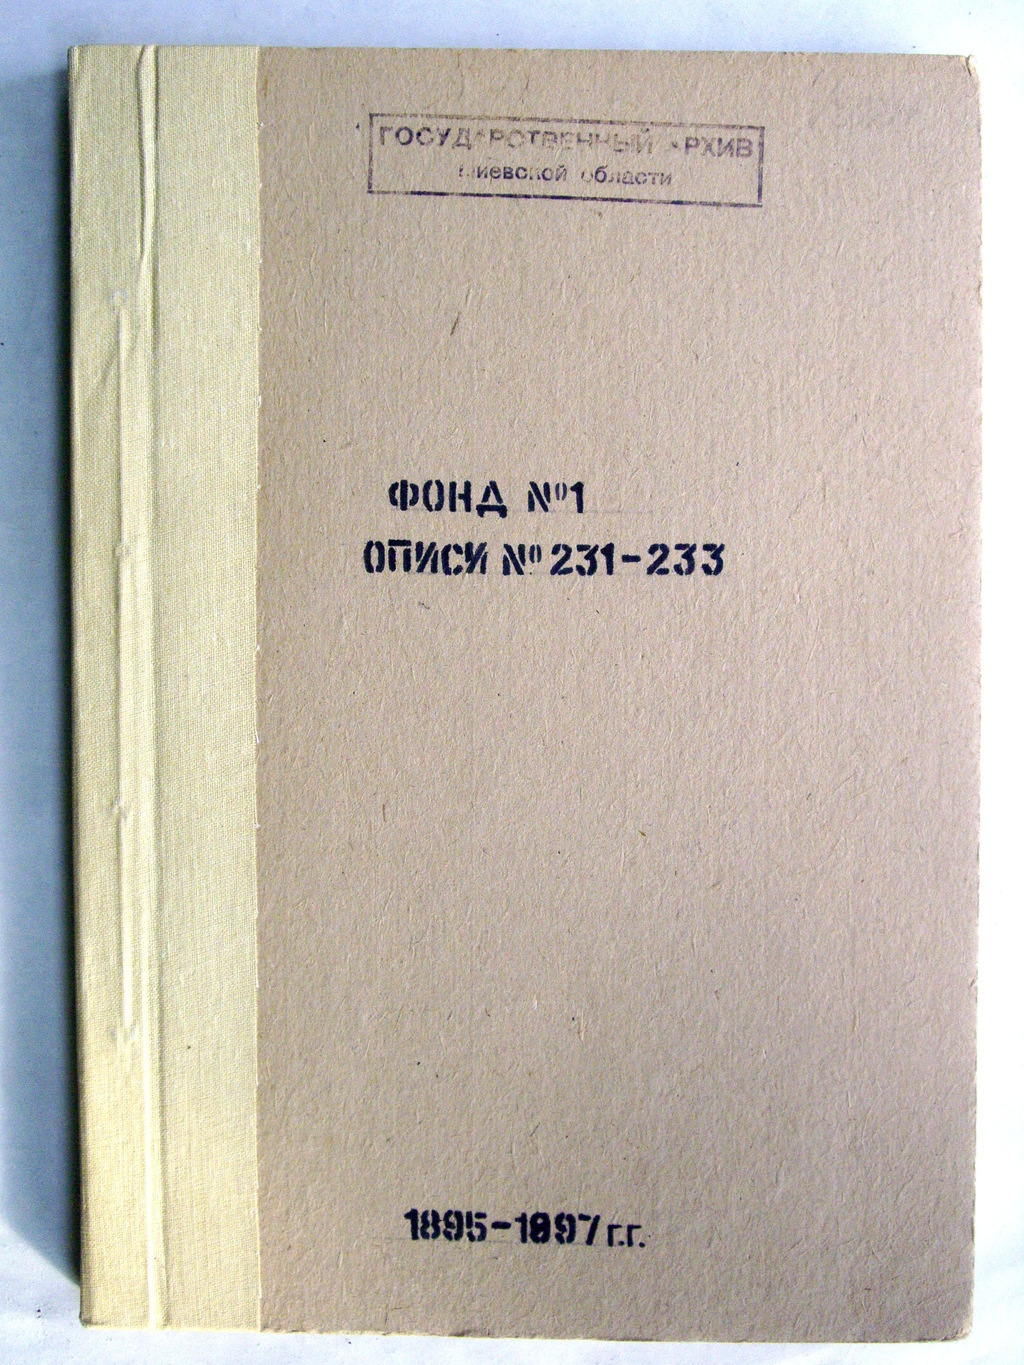 ГОСУДАРСТВЕННЫЙ АРХИВ
Киевской области
ФОНД №1
ОПИСИ № 231-233
1895-1897 г.г.